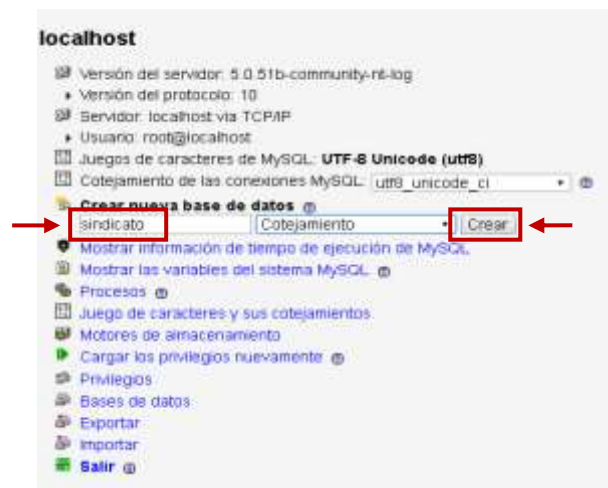 localhost
Versión del servidor: 5.0.51b-community-nt-log
Versión del protocolo: 10
Servidor: localhost via TCP/IP
Usuario: root@localhost
Juegos de caracteres de MySQL: UTF-8 Unicode (utf8)
Cotejamiento de las conexiones MySQL: utf8_unicode_ci
Crear nueva base de datos
sindicato Cotejamiento Crear
Mostrar información de tiempo de ejecución de MySQL
Mostrar las variables del sistema MySQL
Procesos
Juego de caracteres y sus cotejamientos
Motores de almacenamiento
Cargar los privilegios nuevamente
Privilegios
Bases de datos
Exportar
Importar
Salir